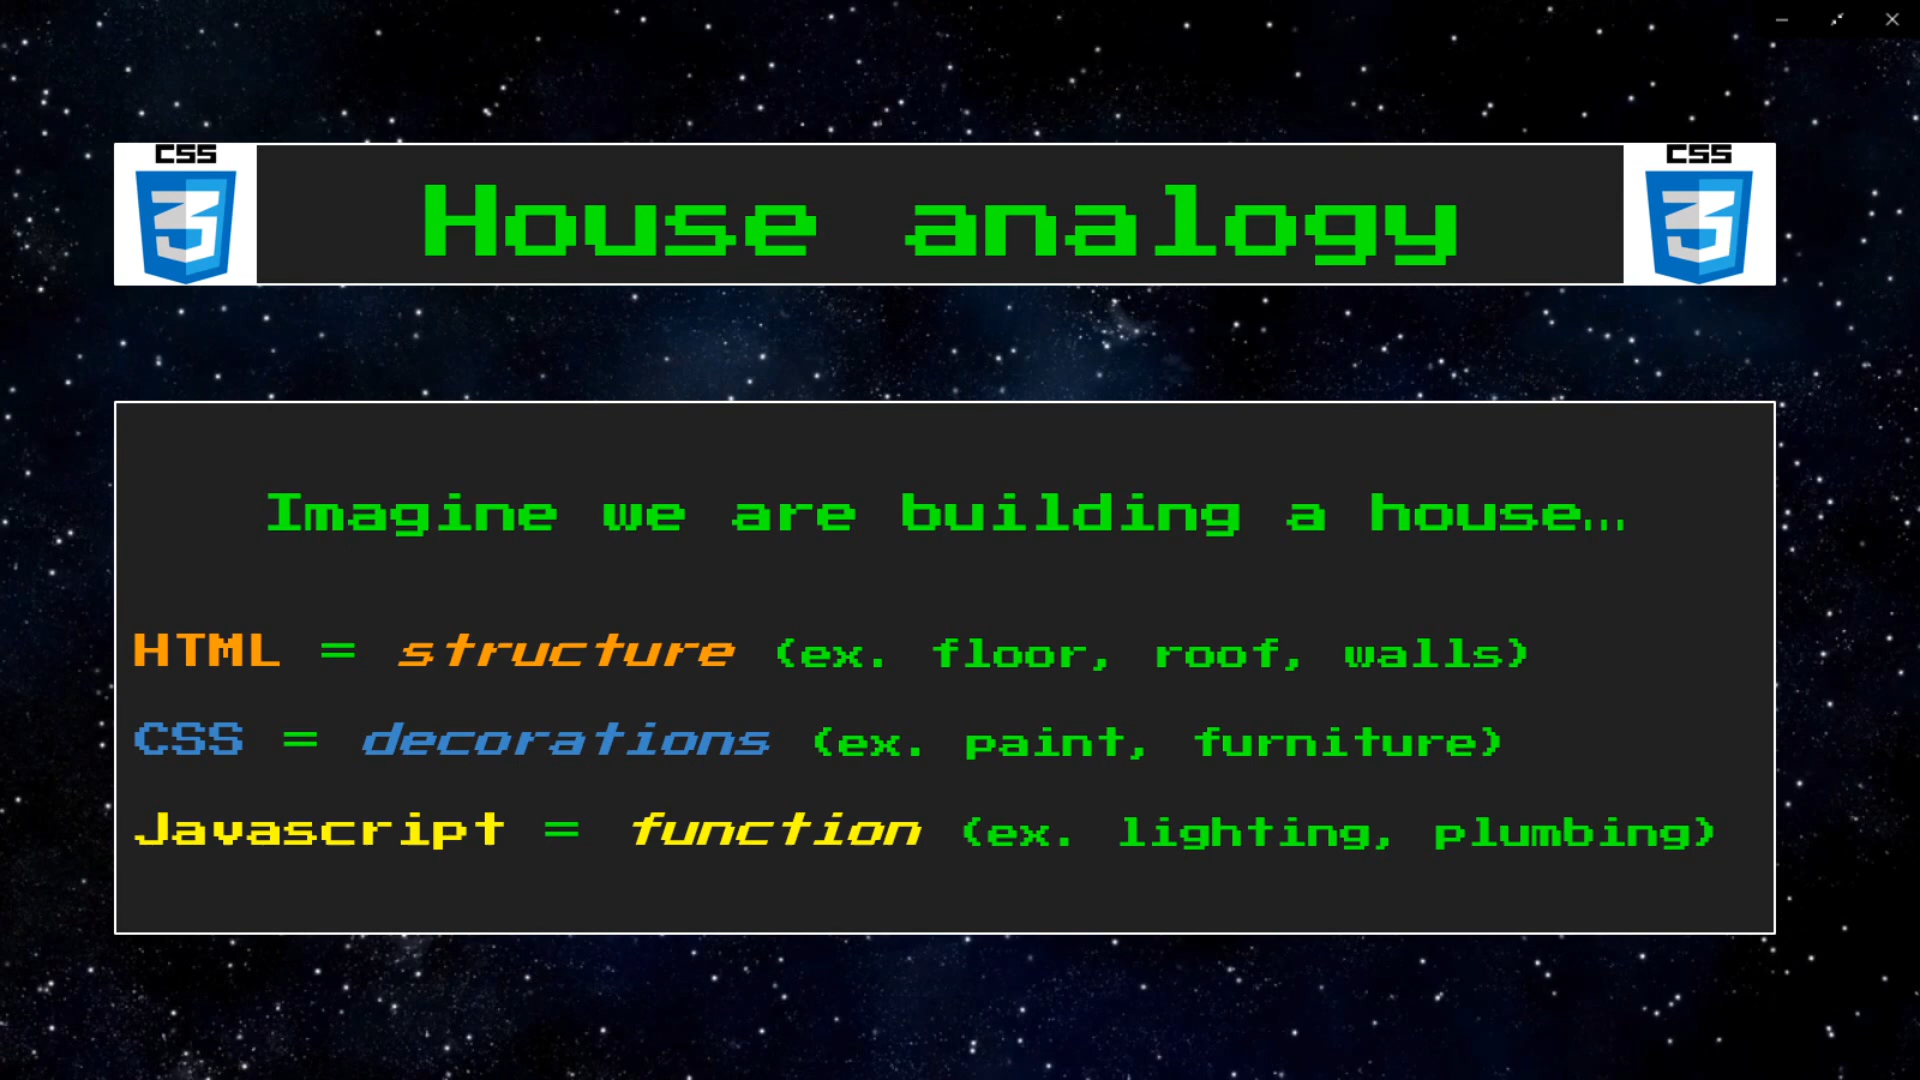 CSS
CSS
House analogy
Imagine we are building a house...
HTML = structure (ex. floor, roof, walls)
CSS = decorations (ex. paint, furniture)
Javascript = function (ex. lighting, plumbing)